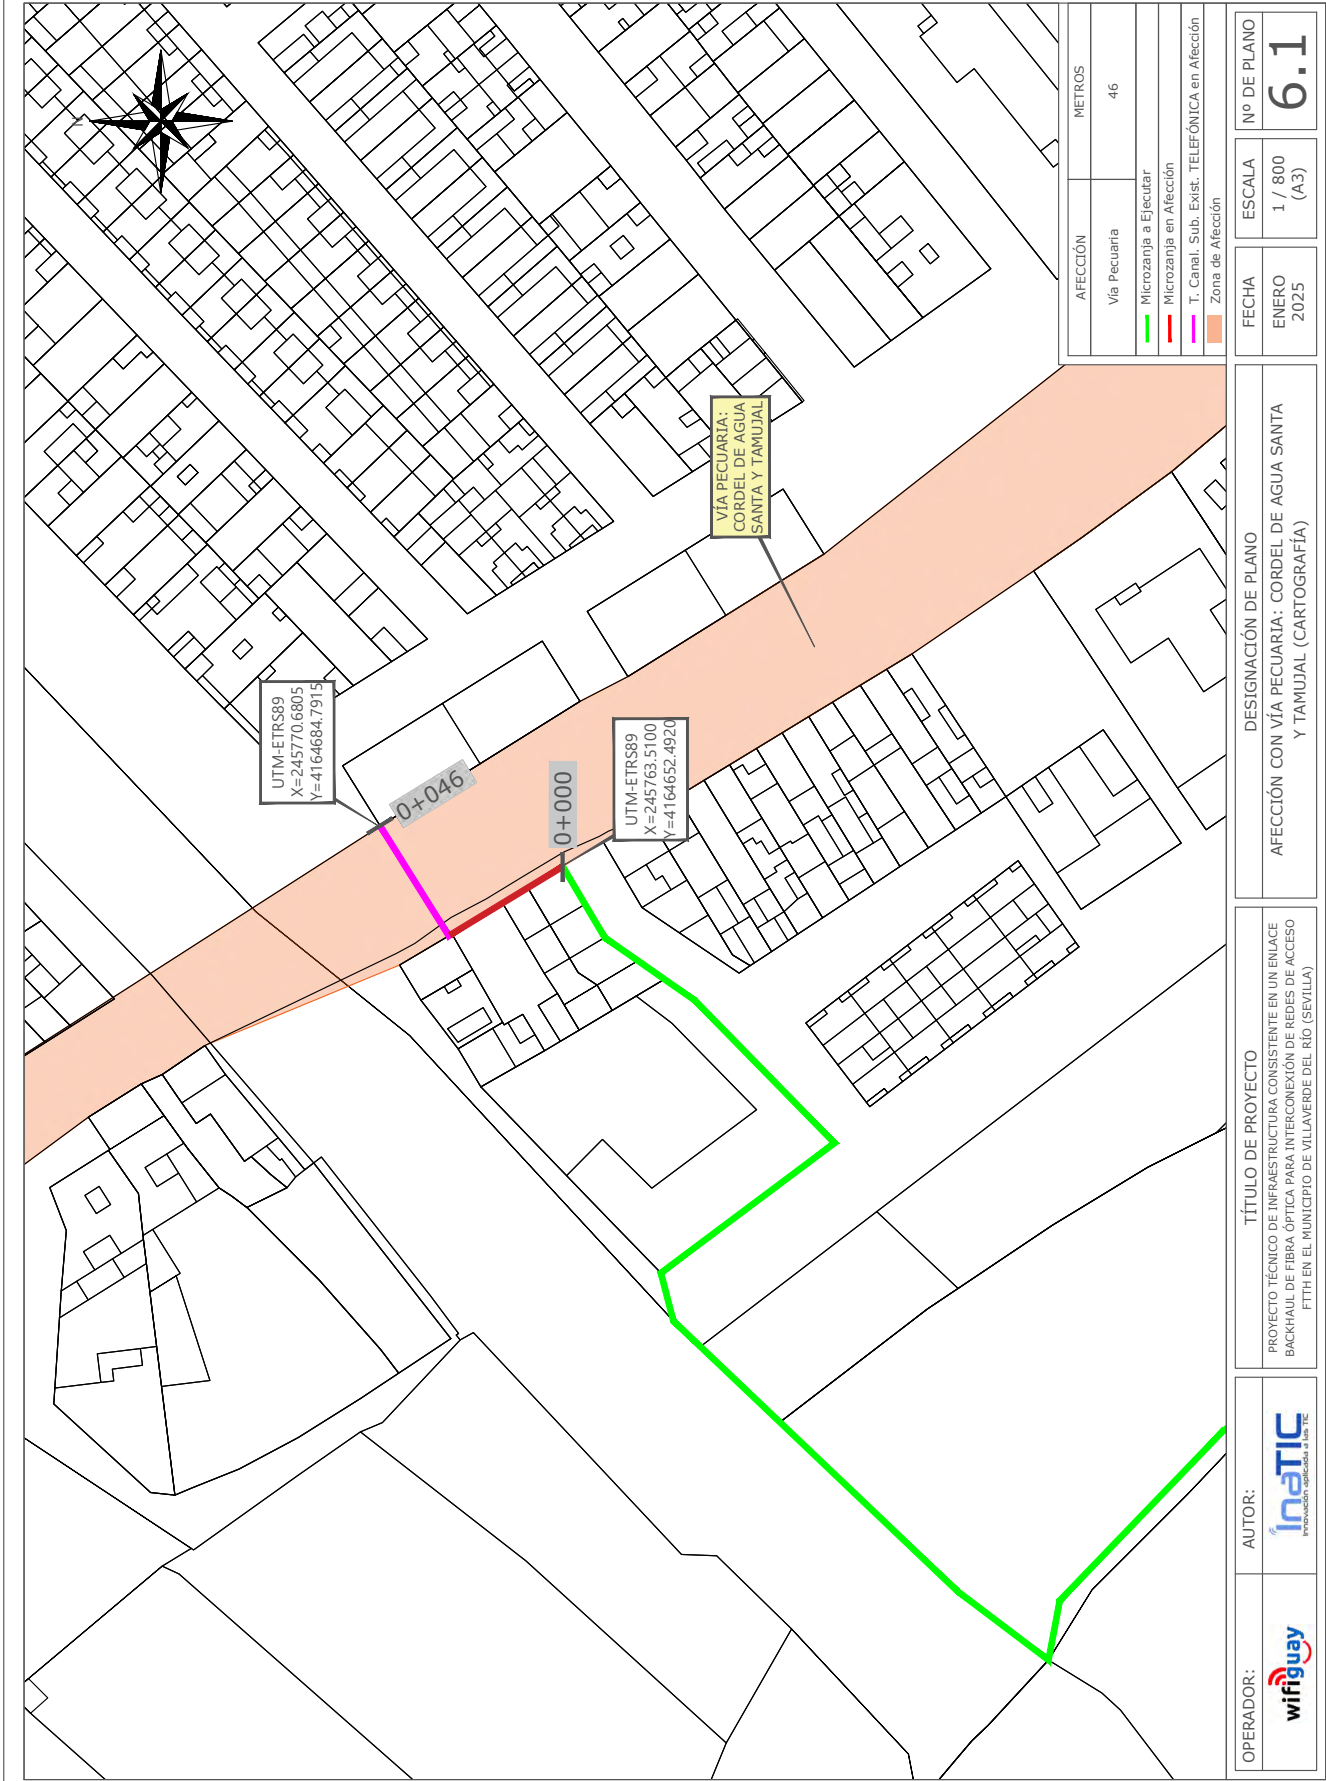 N
UTM-ETRS89
X=245770.6805
Y=4164684.7915
0+046
0+000
UTM-ETRS89
X=245763.5100
Y=4164652.4920
VÍA PECUARIA:
CORDEL DE AGUA
SANTA Y TAMUJAL
AFECCIÓN
METROS
Vía Pecuaria
46
Microzanja a Ejecutar
Microzanja en Afección
T. Canal. Sub. Exist. TELEFÓNICA en Afección
Zona de Afección
OPERADOR:
wifiguay
AUTOR:
inaTIC
Innovación aplicada a las TIC
TÍTULO DE PROYECTO
PROYECTO TÉCNICO DE INFRAESTRUCTURA CONSISTENTE EN UN ENLACE
BACKHAUL DE FIBRA ÓPTICA PARA INTERCONEXIÓN DE REDES DE ACCESO
FTTH EN EL MUNICIPIO DE VILLAVERDE DEL RÍO (SEVILLA)
DESIGNACIÓN DE PLANO
AFECCIÓN CON VÍA PECUARIA: CORDEL DE AGUA SANTA
Y TAMUJAL (CARTOGRAFÍA)
FECHA
ENERO
2025
ESCALA
1 / 800
(A3)
Nº DE PLANO
6.1